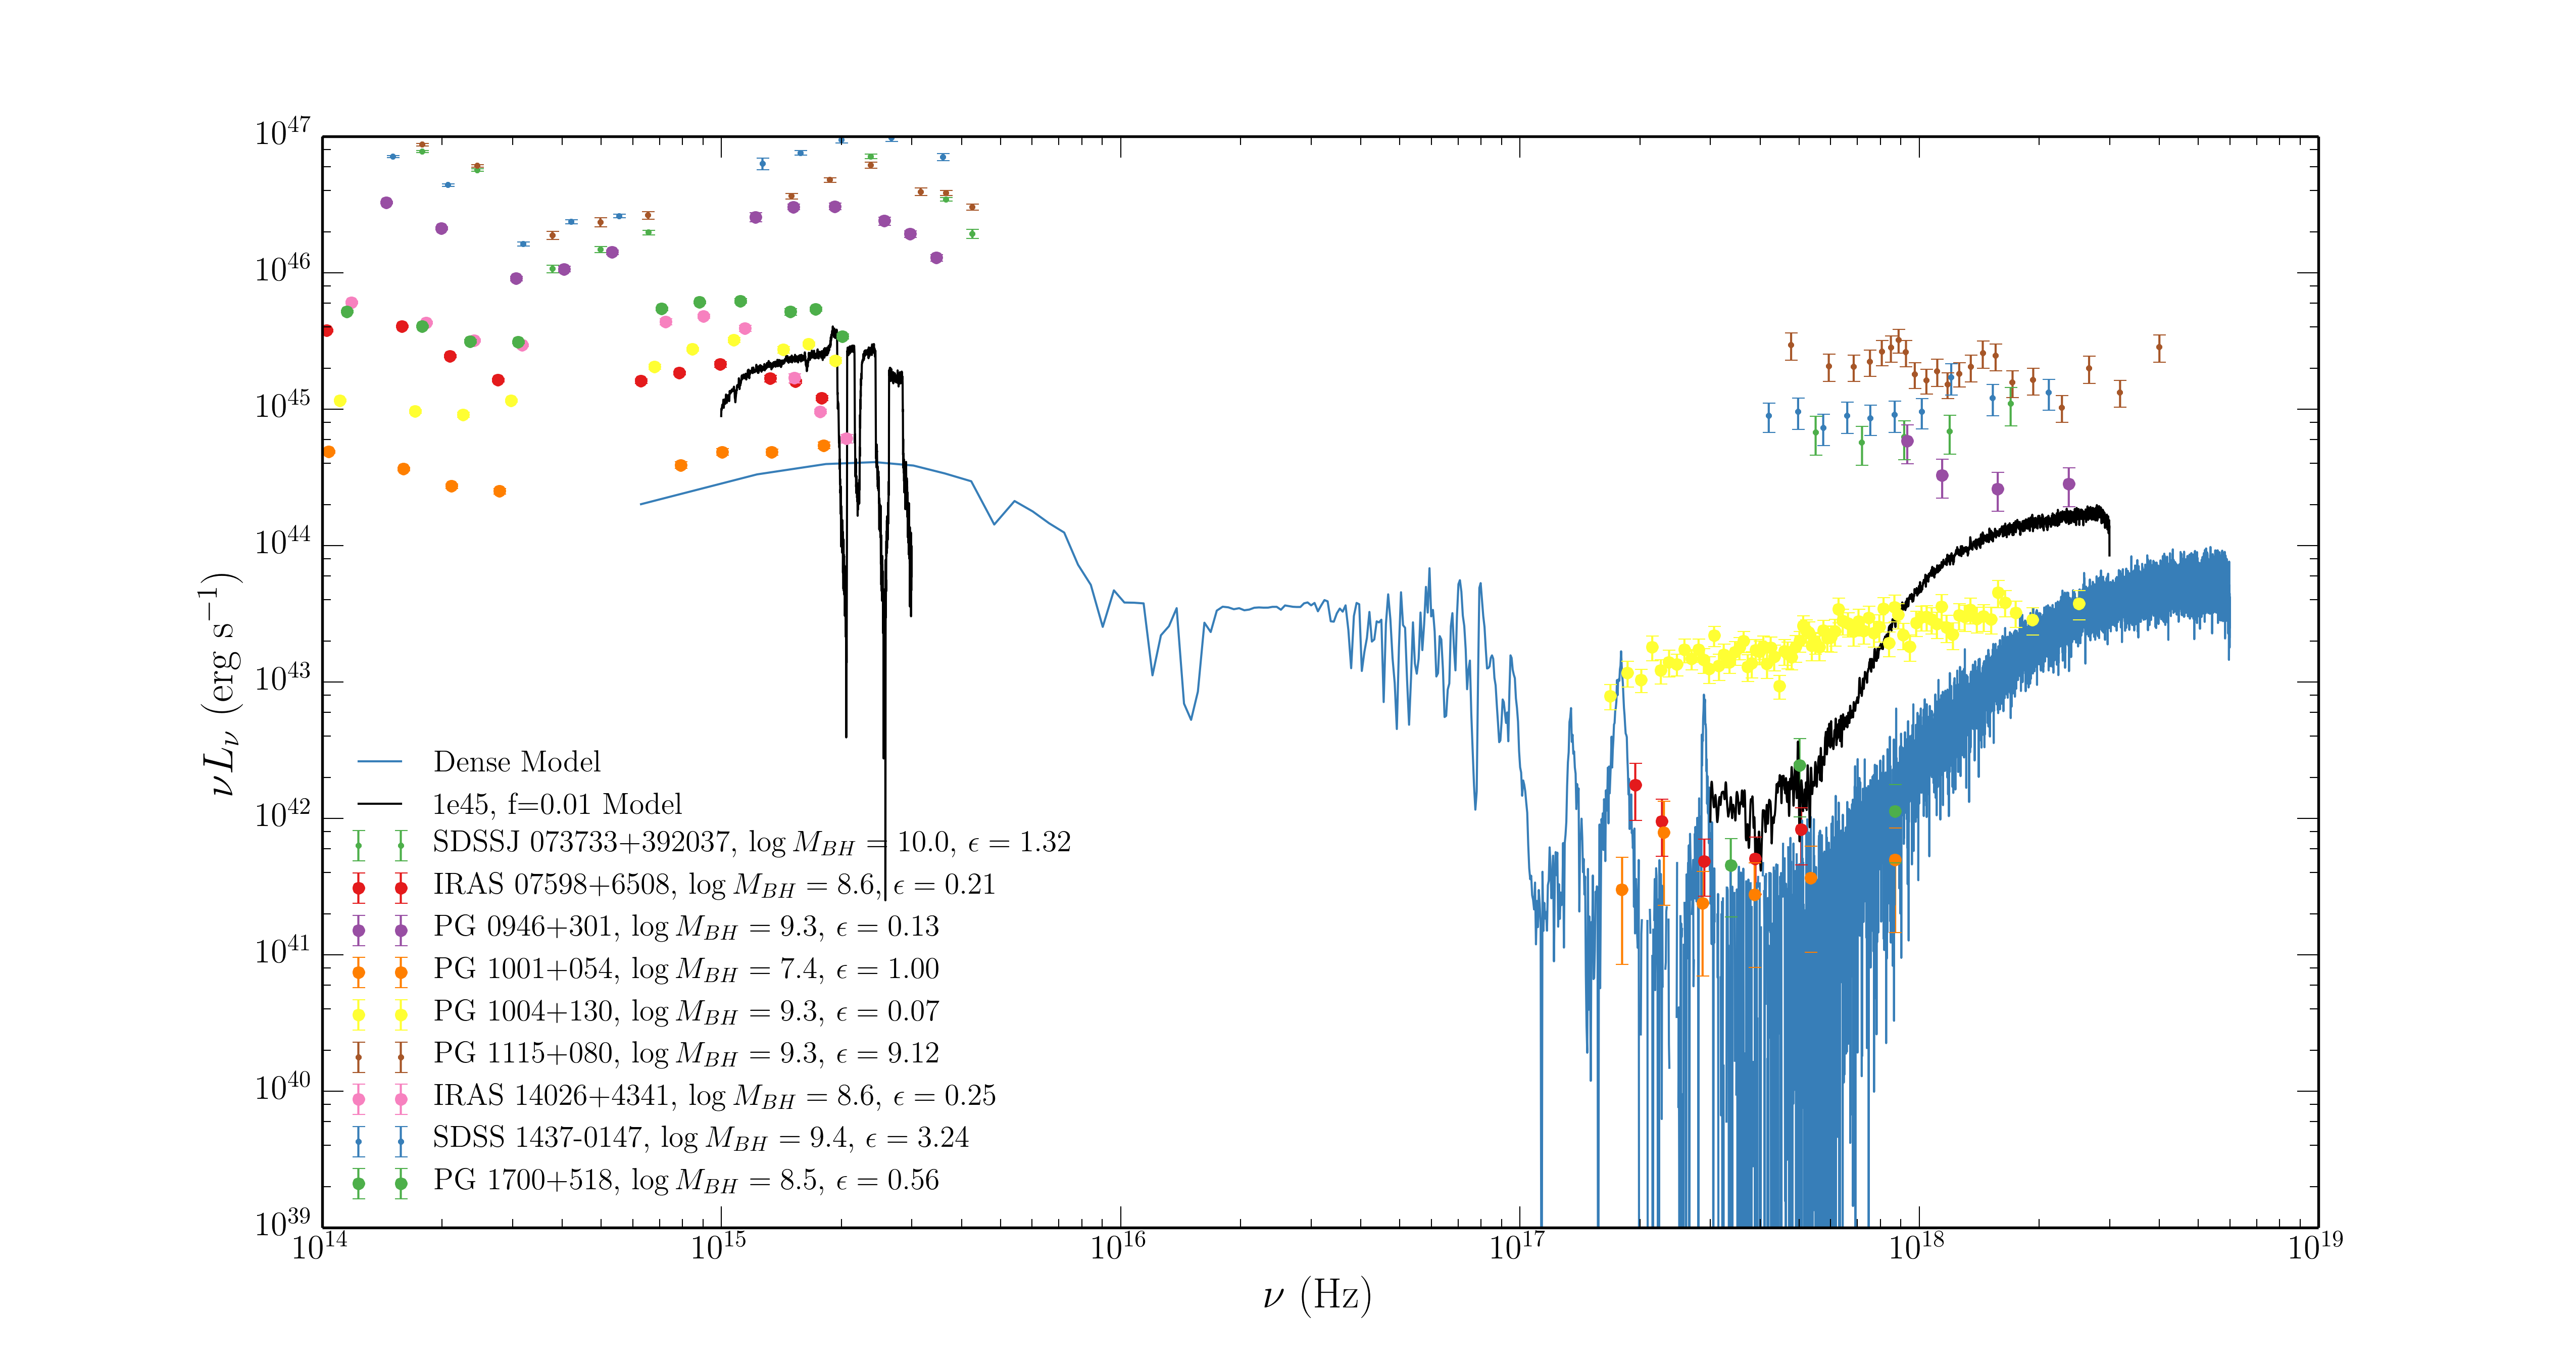 10^47
10^46
10^45
10^44
10^43
10^42
10^41
10^40
10^39
νL_ν (erg s^−1)
Dense Model
1e45, f=0.01 Model
SDSSJ 073733+392037, log M_BH = 10.0, ϵ = 1.32
IRAS 07598+6508, log M_BH = 8.6, ϵ = 0.21
PG 0946+301, log M_BH = 9.3, ϵ = 0.13
PG 1001+054, log M_BH = 7.4, ϵ = 1.00
PG 1004+130, log M_BH = 9.3, ϵ = 0.07
PG 1115+080, log M_BH = 9.3, ϵ = 9.12
IRAS 14026+4341, log M_BH = 8.6, ϵ = 0.25
SDSS 1437-0147, log M_BH = 9.4, ϵ = 3.24
PG 1700+518, log M_BH = 8.5, ϵ = 0.56
10^14 10^15 10^16 10^17 10^18 10^19
ν (Hz)